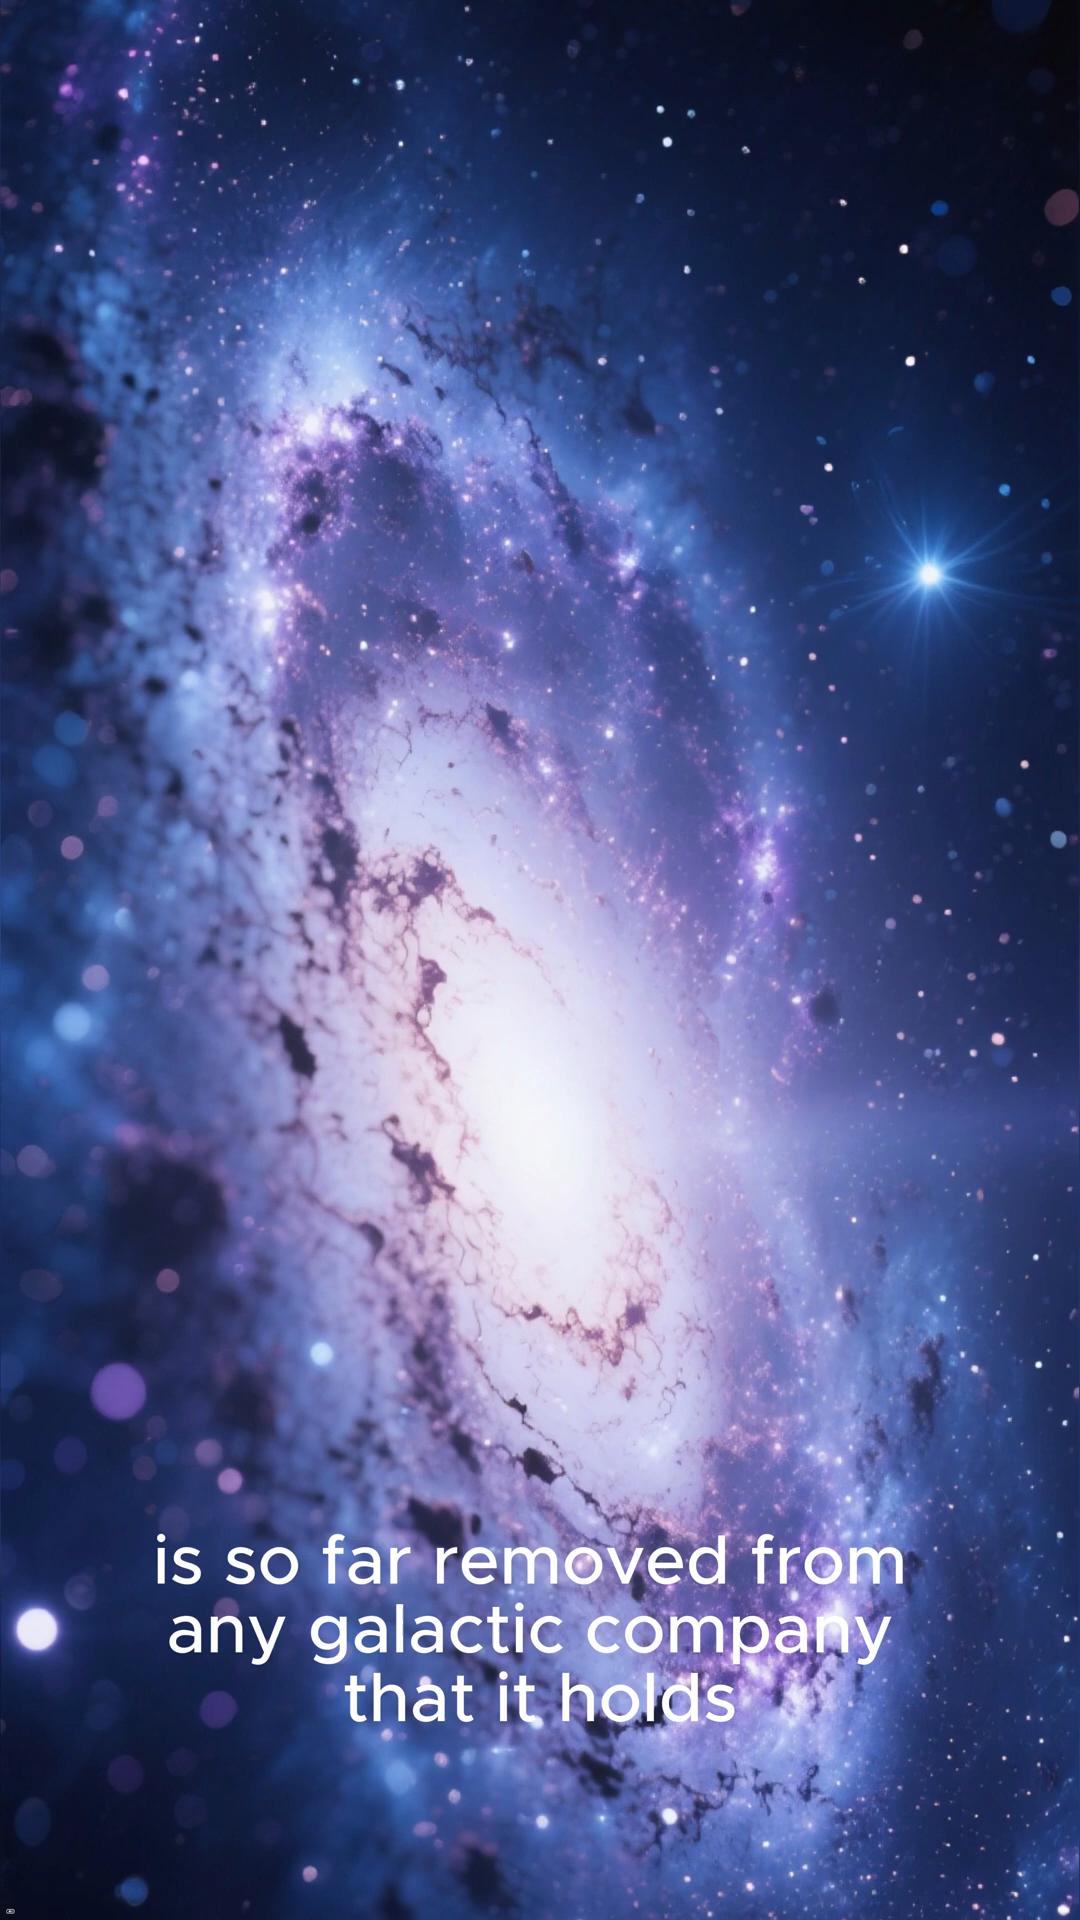 is so far removed from
any galactic company
that it holds